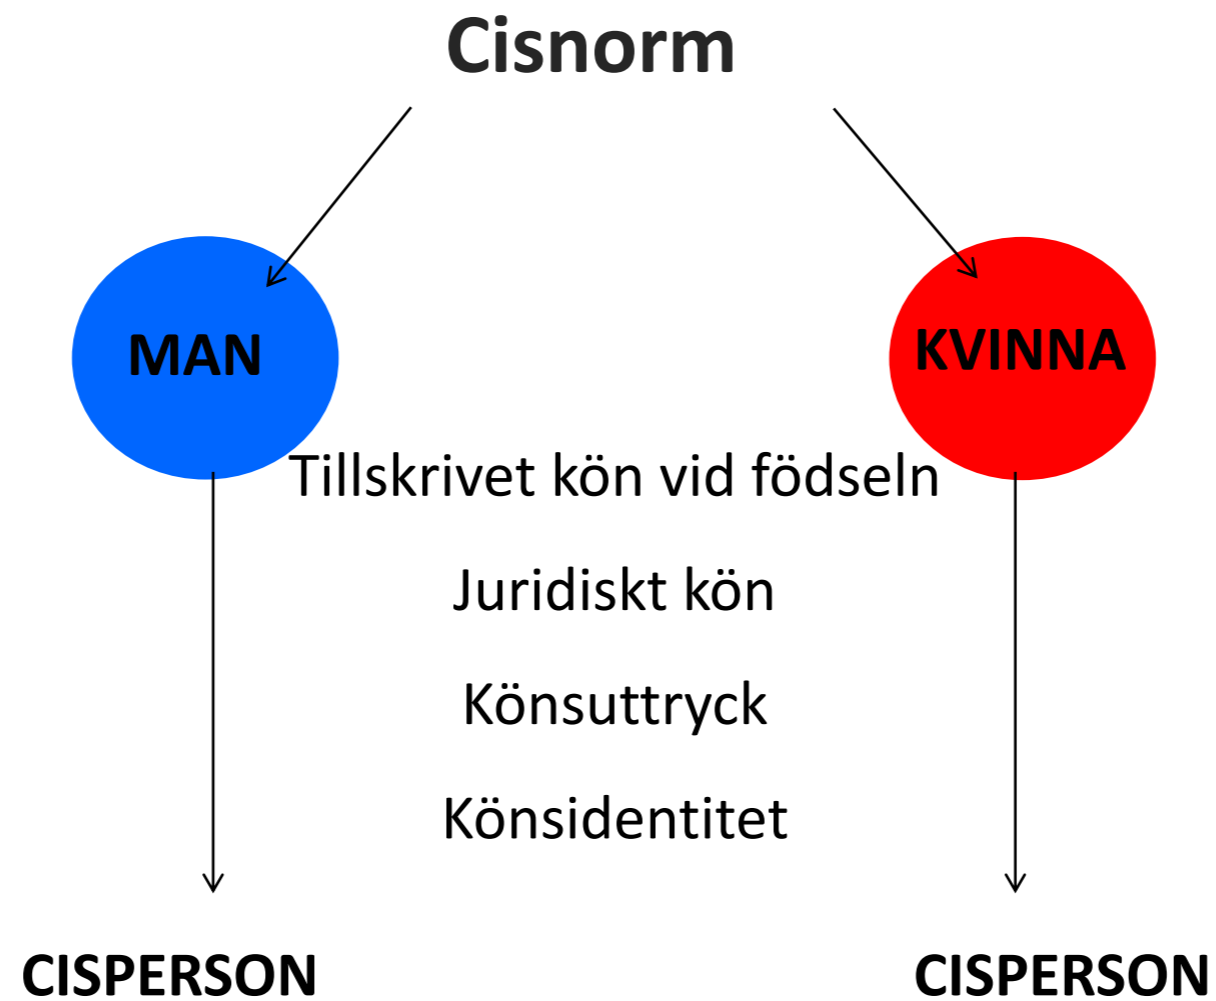 Cisnorm
MAN
KVINNA
Tillskrivet kön vid födseln
Juridiskt kön
Könsuttryck
Könsidentitet
CISPERSON
CISPERSON